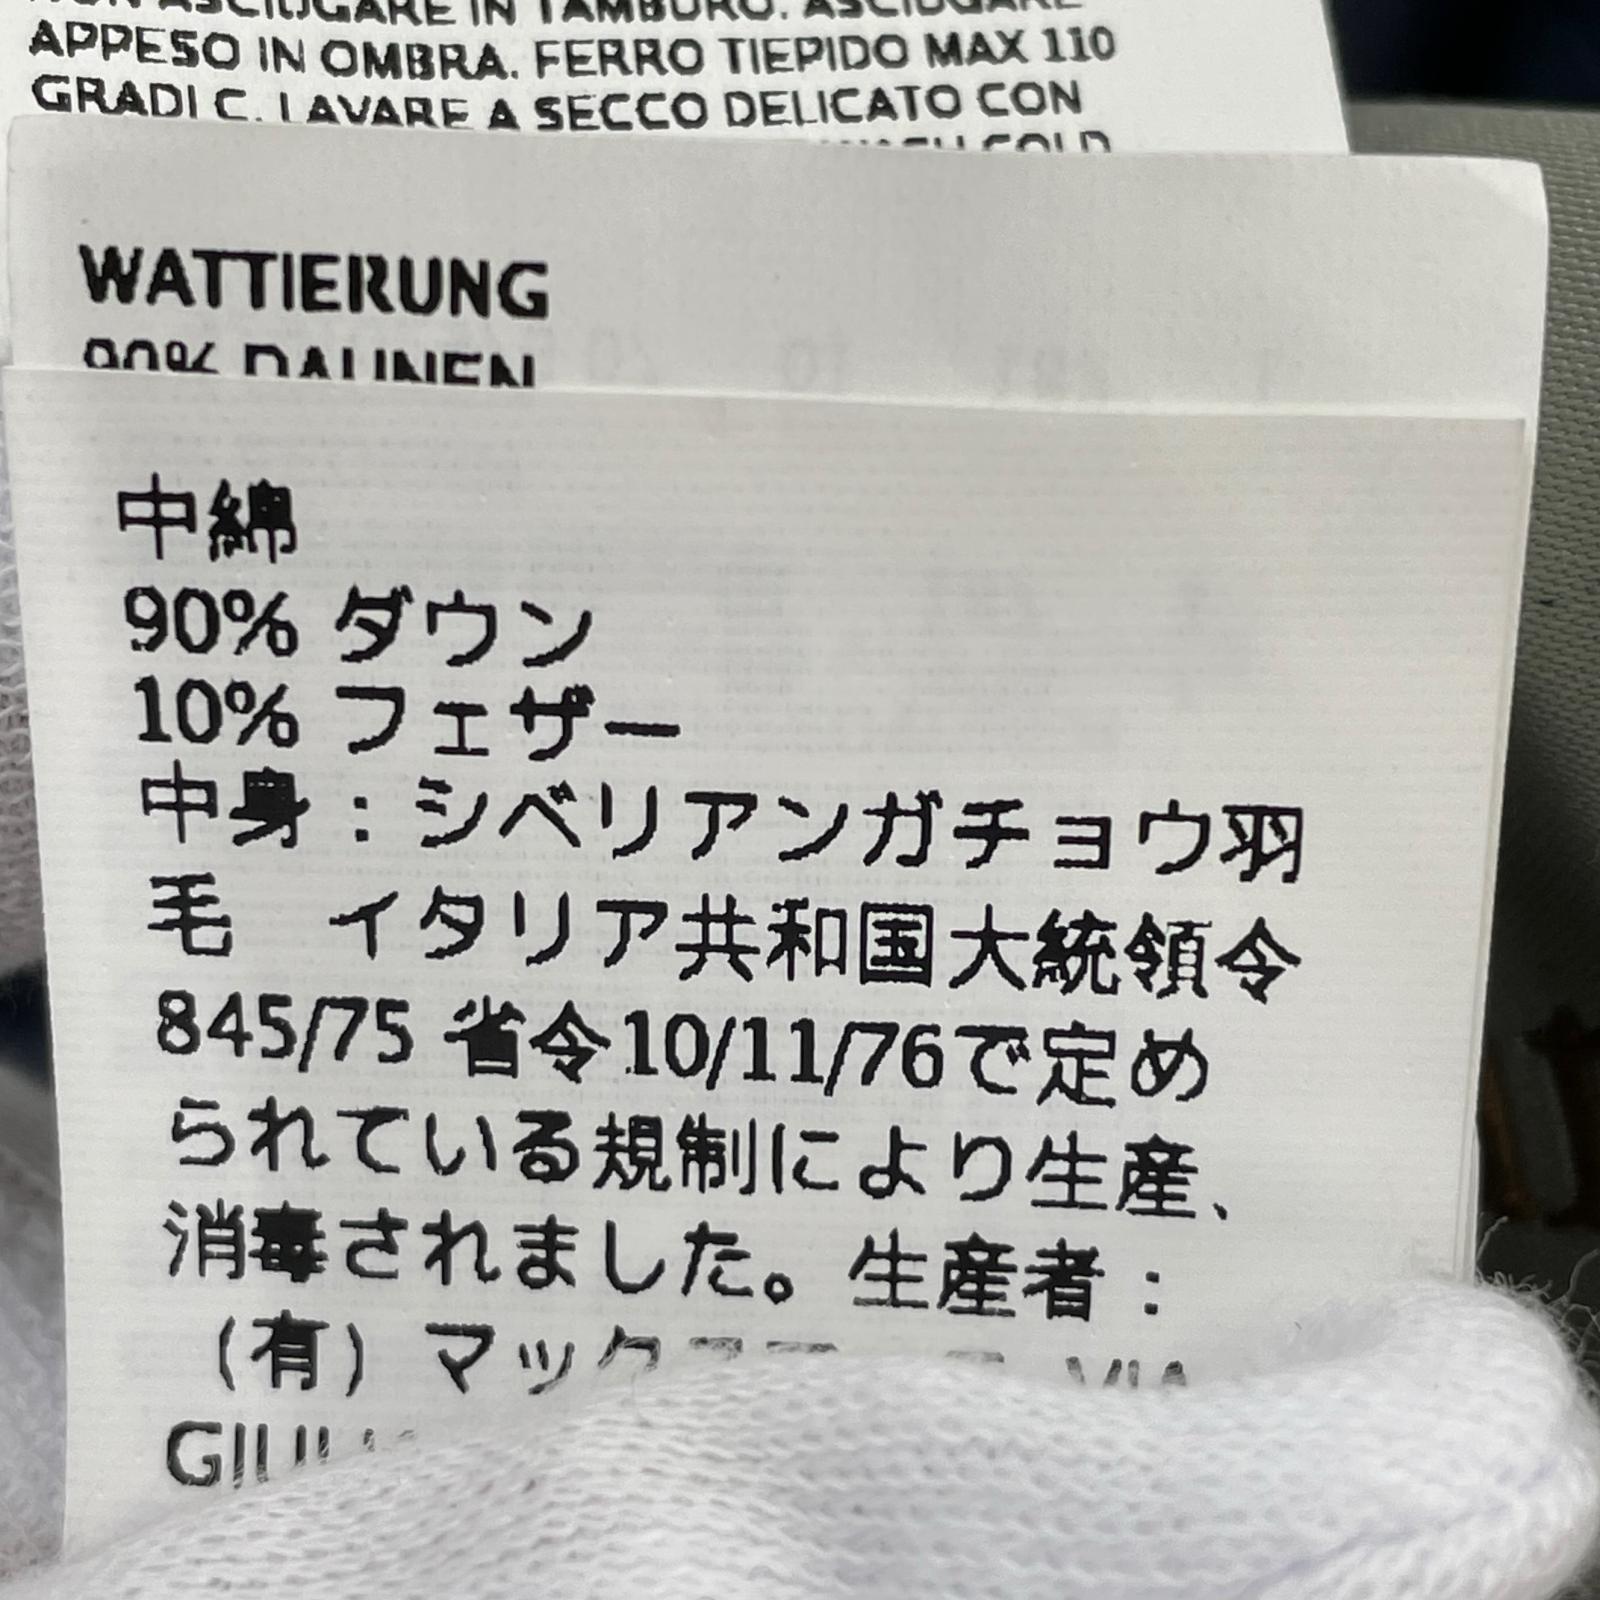 APPESO IN OMBRA. FERRO TIEPIDO MAX 110
GRADI C. LAVARE A SECCO DELICATO CON
WATTIERUNG
90% DAUNEN
中綿
90% ダウン
10% フェザー
中身：シベリアンガチョウ羽
毛　イタリア共和国大統領令
845/75 省令10/11/76で定め
られている規制により生産、
消毒されました。生産者：
（有）マックス VIA